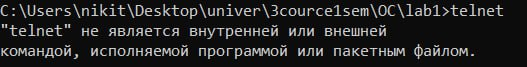 C:\Users\nikit\Desktop\univer\3cource1sem\OC\lab1>telnet
"telnet" не является внутренней или внешней
командой, исполняемой программой или пакетным файлом.